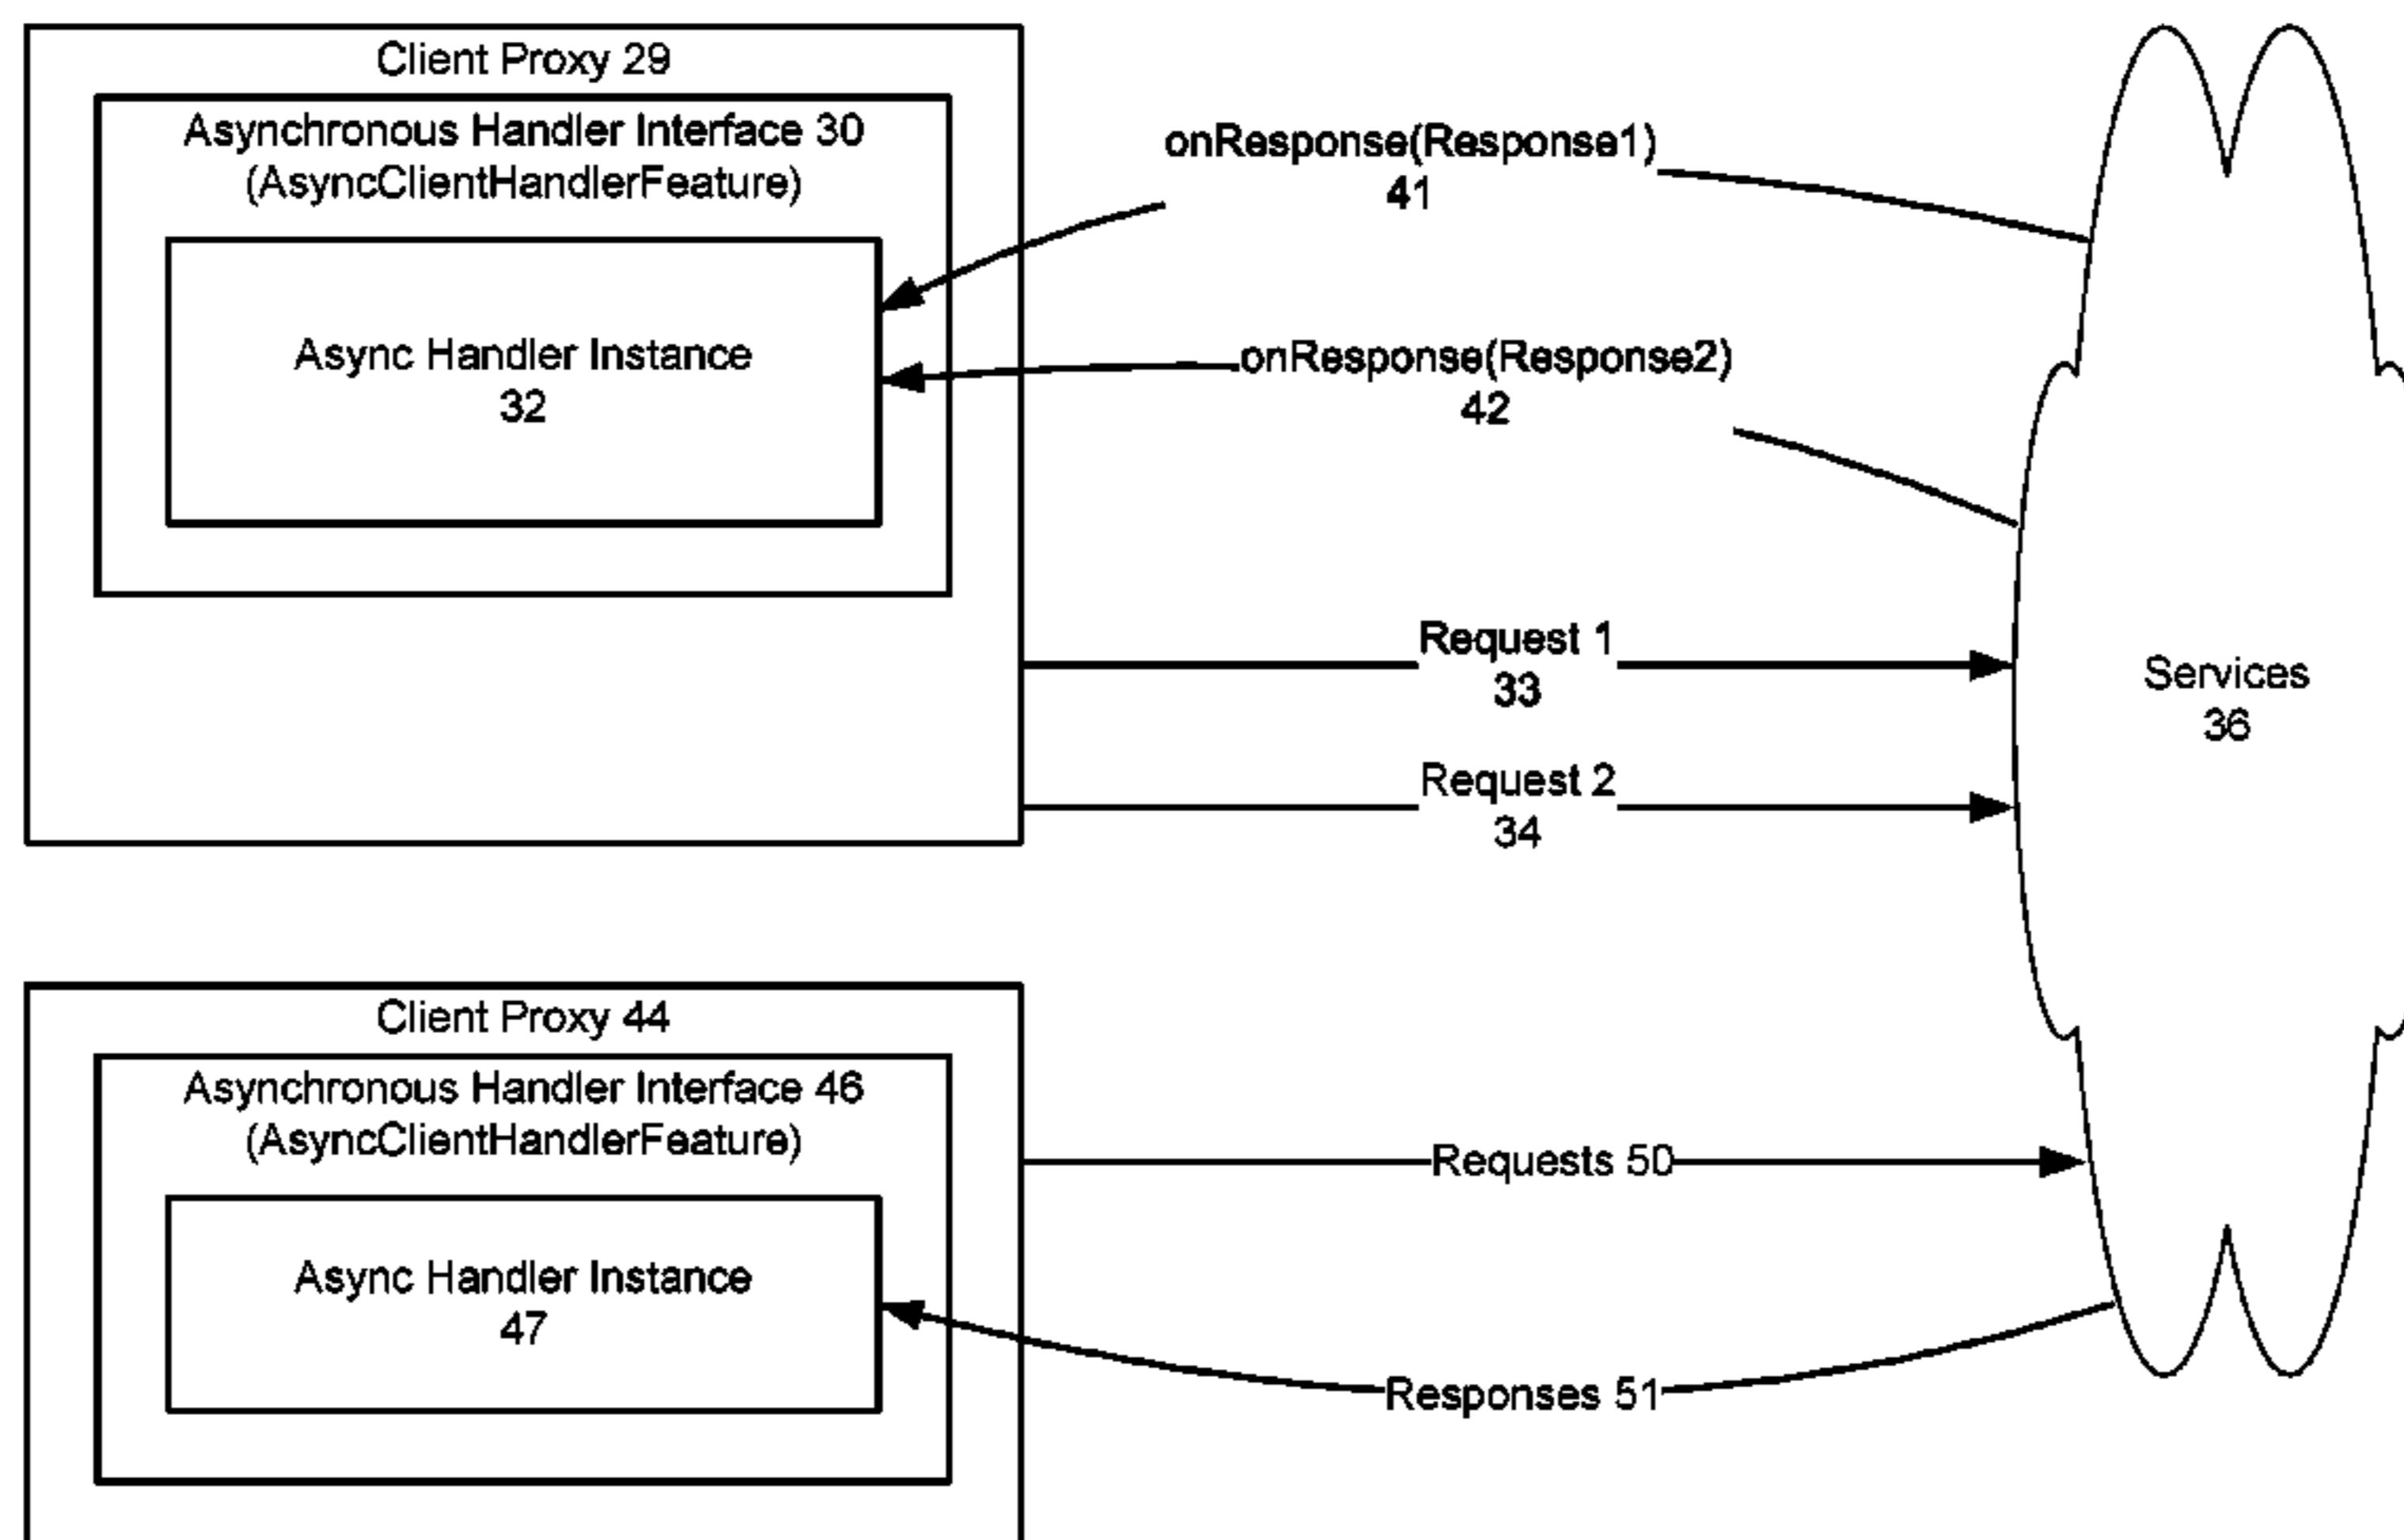 Client Proxy 29
Asynchronous Handler Interface 30
(AsyncClientHandlerFeature)
Async Handler Instance
32
onResponse(Response1)
41
onResponse(Response2)
42
Request 1
33
Request 2
34
Services
36
Client Proxy 44
Asynchronous Handler Interface 46
(AsyncClientHandlerFeature)
Async Handler Instance
47
Requests 50
Responses 51